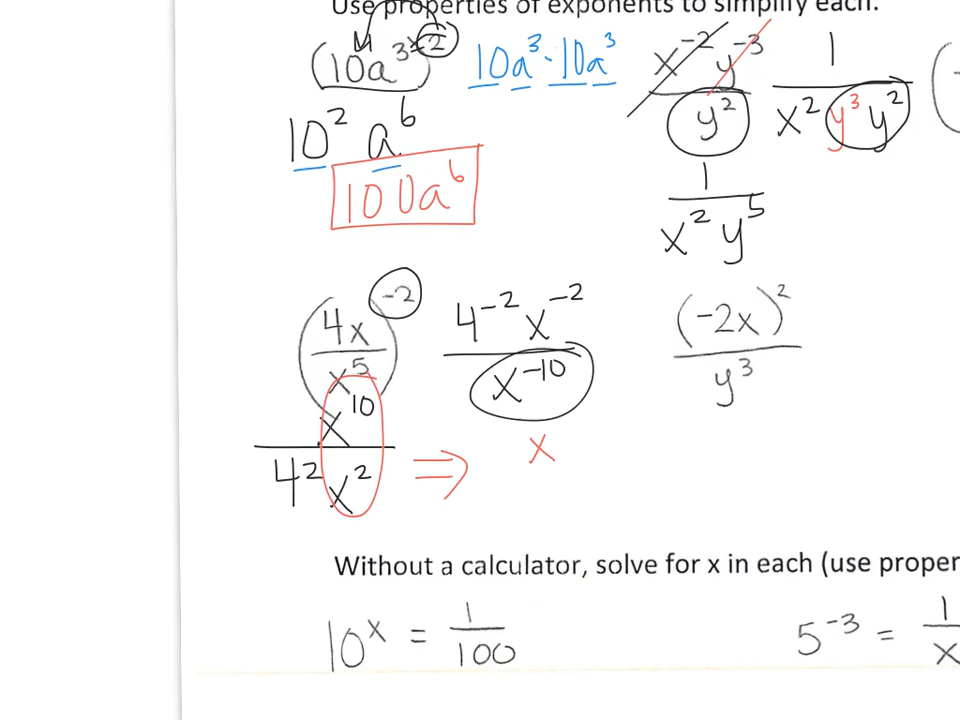 Use properties of exponents to simplify each.
(10a³)² 10a³·10a³ x⁻²y⁻³/y² 1/(x²y³y²)
10²a⁶
100a⁶ 1/(x²y⁵)
(4x/x⁵)⁻² 4⁻²x⁻²/x⁻¹⁰ (-2x)²/y³
x¹⁰/(4²x²) ⇒ x
Without a calculator, solve for x in each (use proper
10ˣ = 1/100 5⁻³ = 1/x